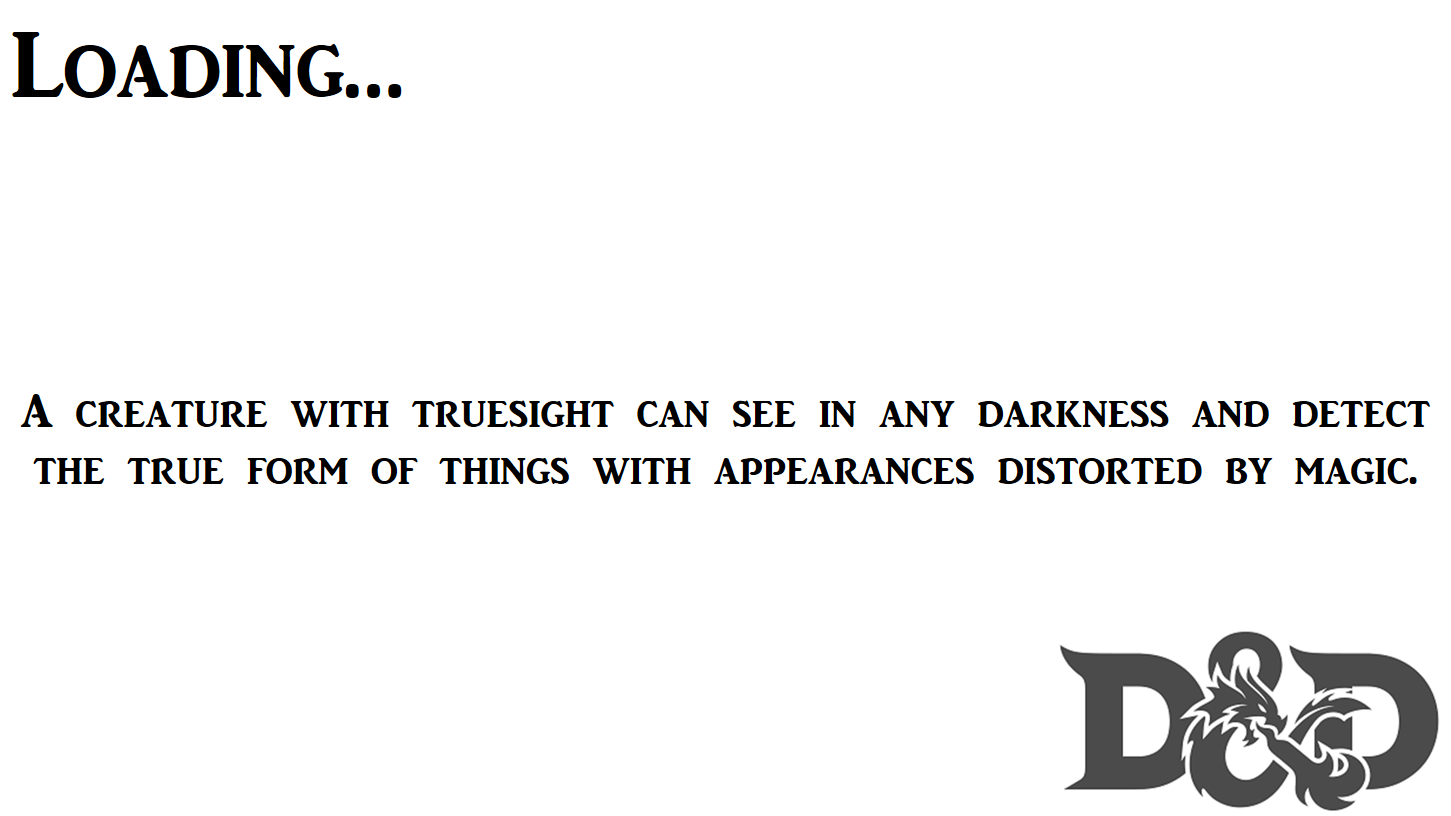 Loading...
A creature with truesight can see in any darkness and detect
the true form of things with appearances distorted by magic.
D&D